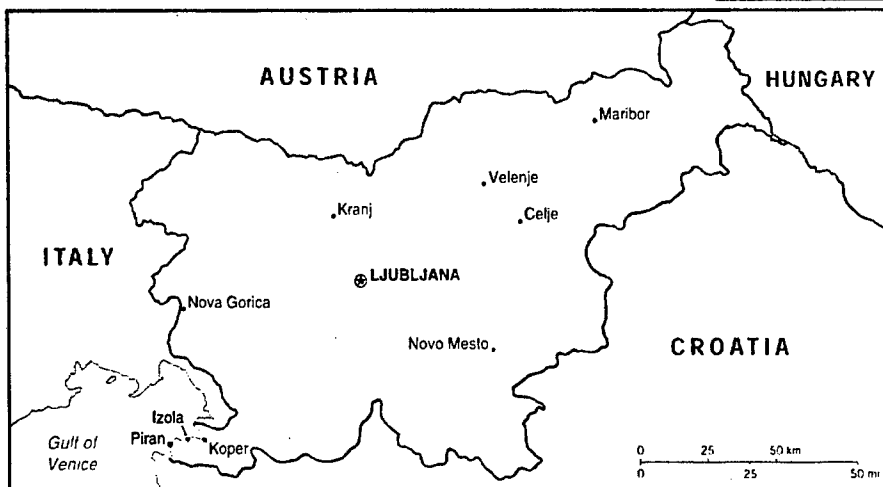 AUSTRIA
HUNGARY
Maribor
Velenje
Kranj
Celje
ITALY
LJUBLJANA
Nova Gorica
Novo Mesto
CROATIA
Izola
Gulf of
Venice
Piran
Koper
0 25 50 km
0 25 50 mi